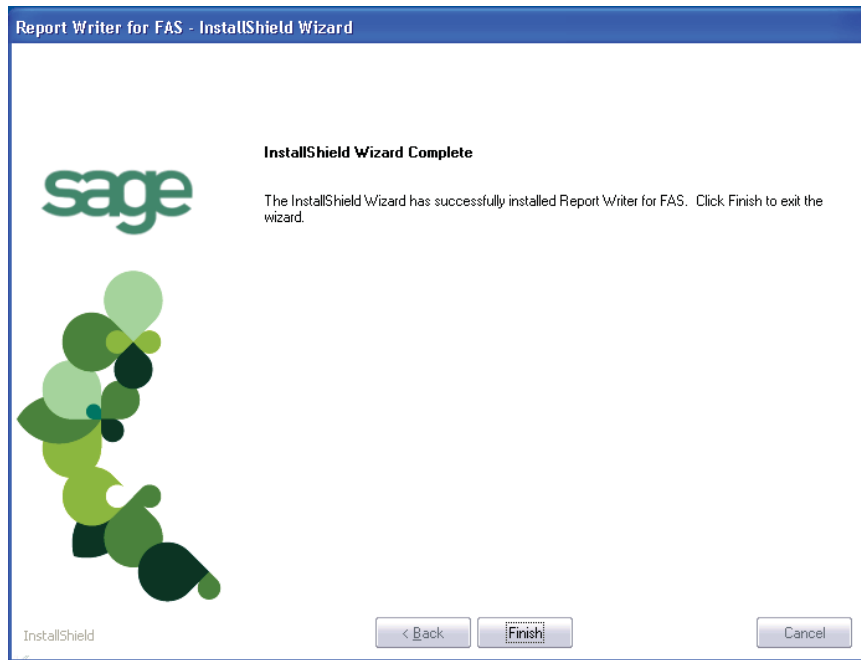 Report Writer for FAS - InstallShield Wizard
InstallShield Wizard Complete
sage
The InstallShield Wizard has successfully installed Report Writer for FAS. Click Finish to exit the
wizard.
InstallShield
< Back
Finish
Cancel